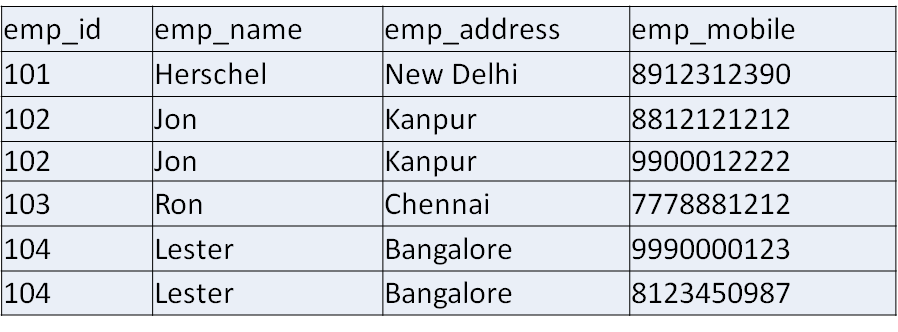 emp_id emp_name emp_address emp_mobile
101 Herschel New Delhi 8912312390
102 Jon Kanpur 8812121212
102 Jon Kanpur 9900012222
103 Ron Chennai 7778881212
104 Lester Bangalore 9990000123
104 Lester Bangalore 8123450987